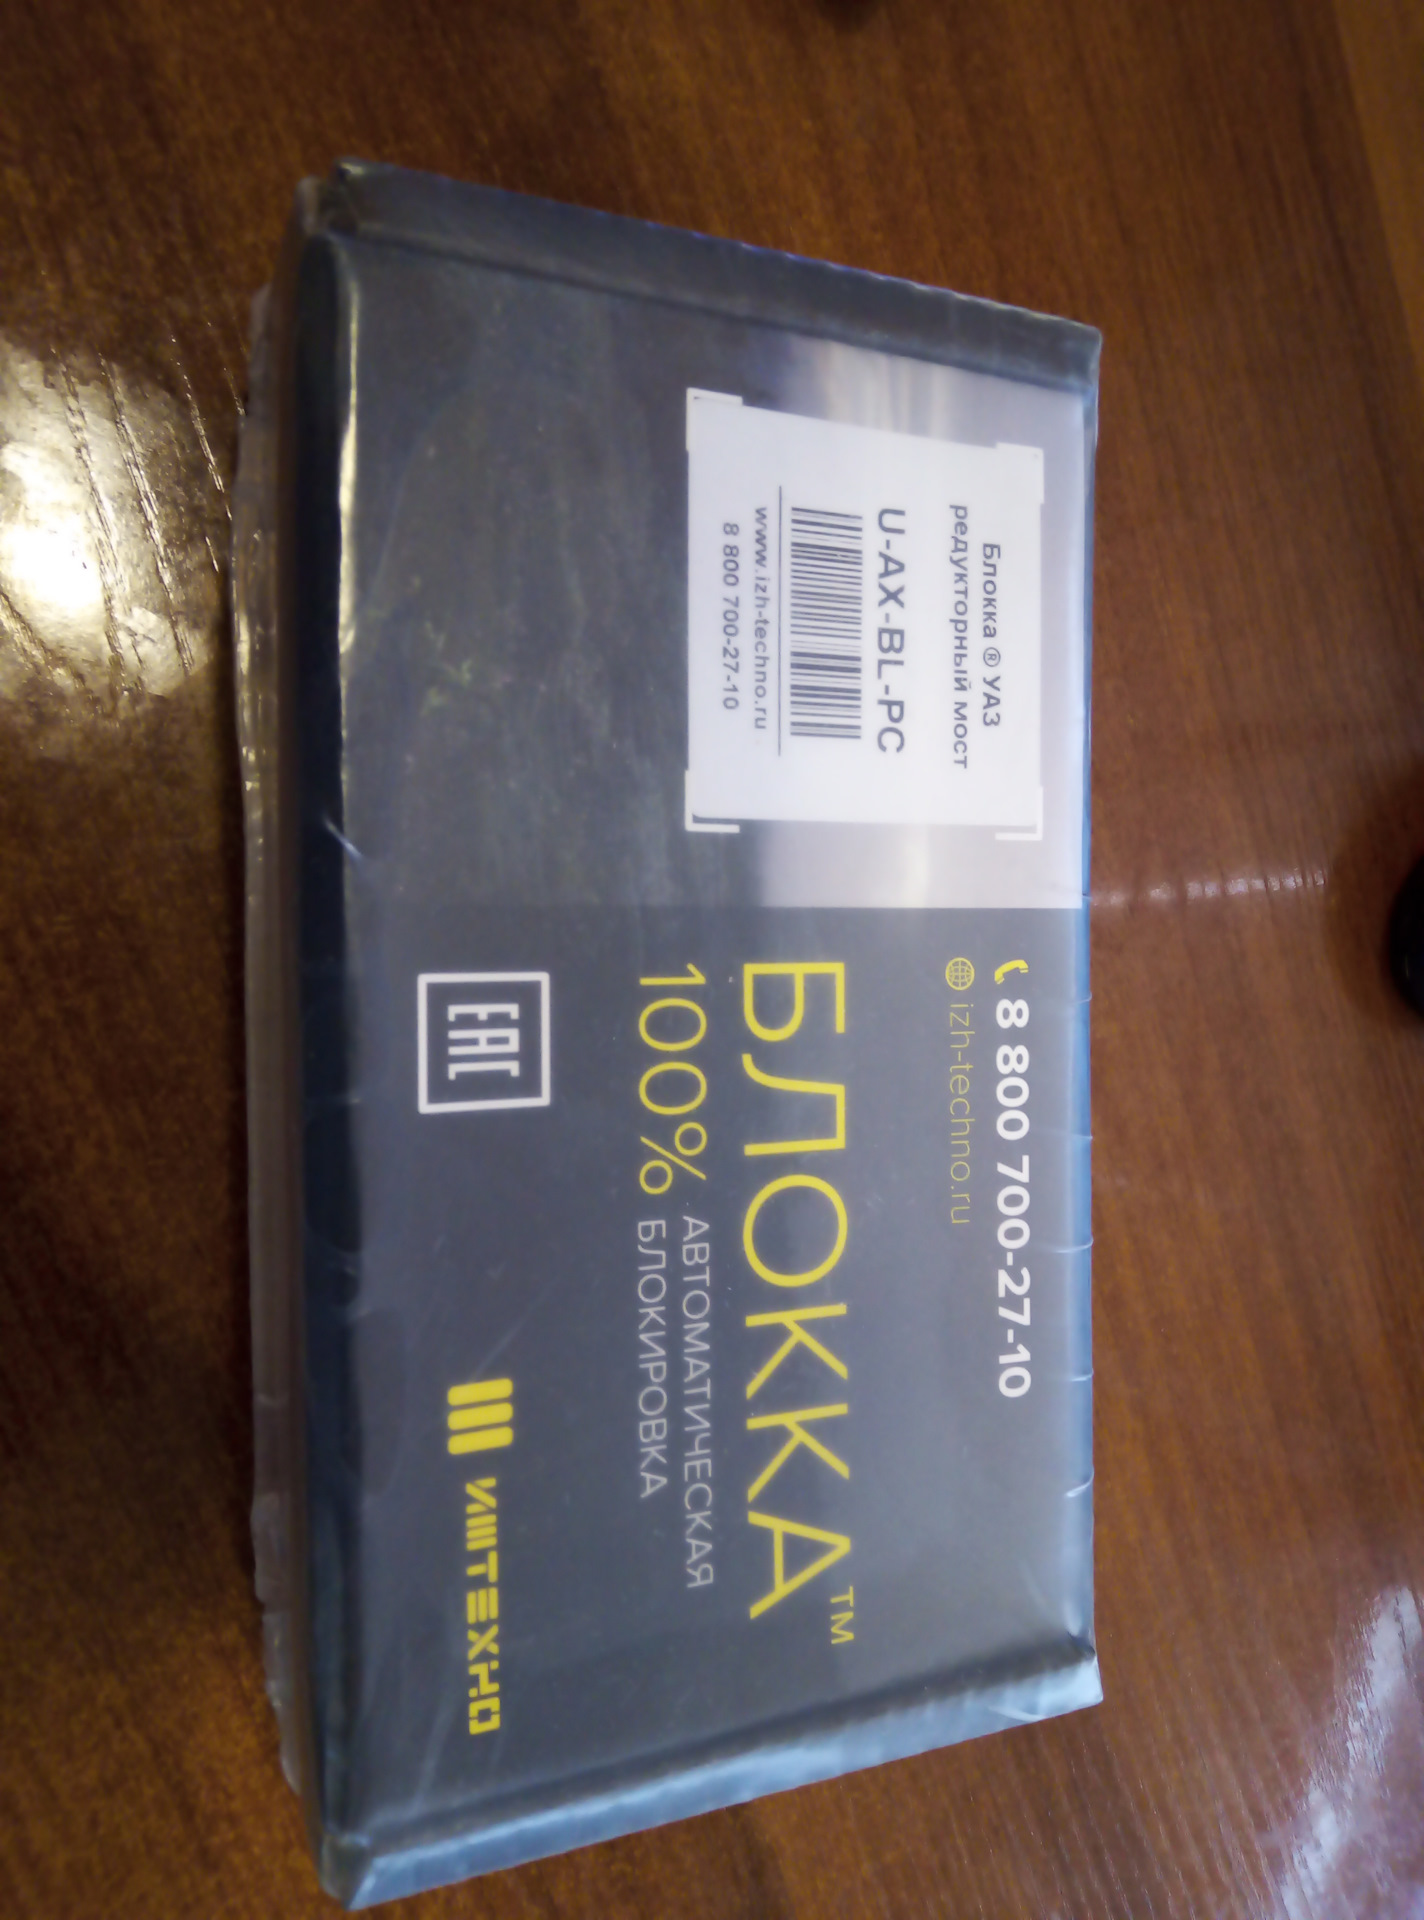 Блокка ® УАЗ
редукторный мост
U-AX-BL-PC
www.izh-techno.ru
8 800 700-27-10
8 800 700-27-10
izh-techno.ru
БЛОККА™
100% АВТОМАТИЧЕСКАЯ
БЛОКИРОВКА
EAC
ИЖТЕХНО